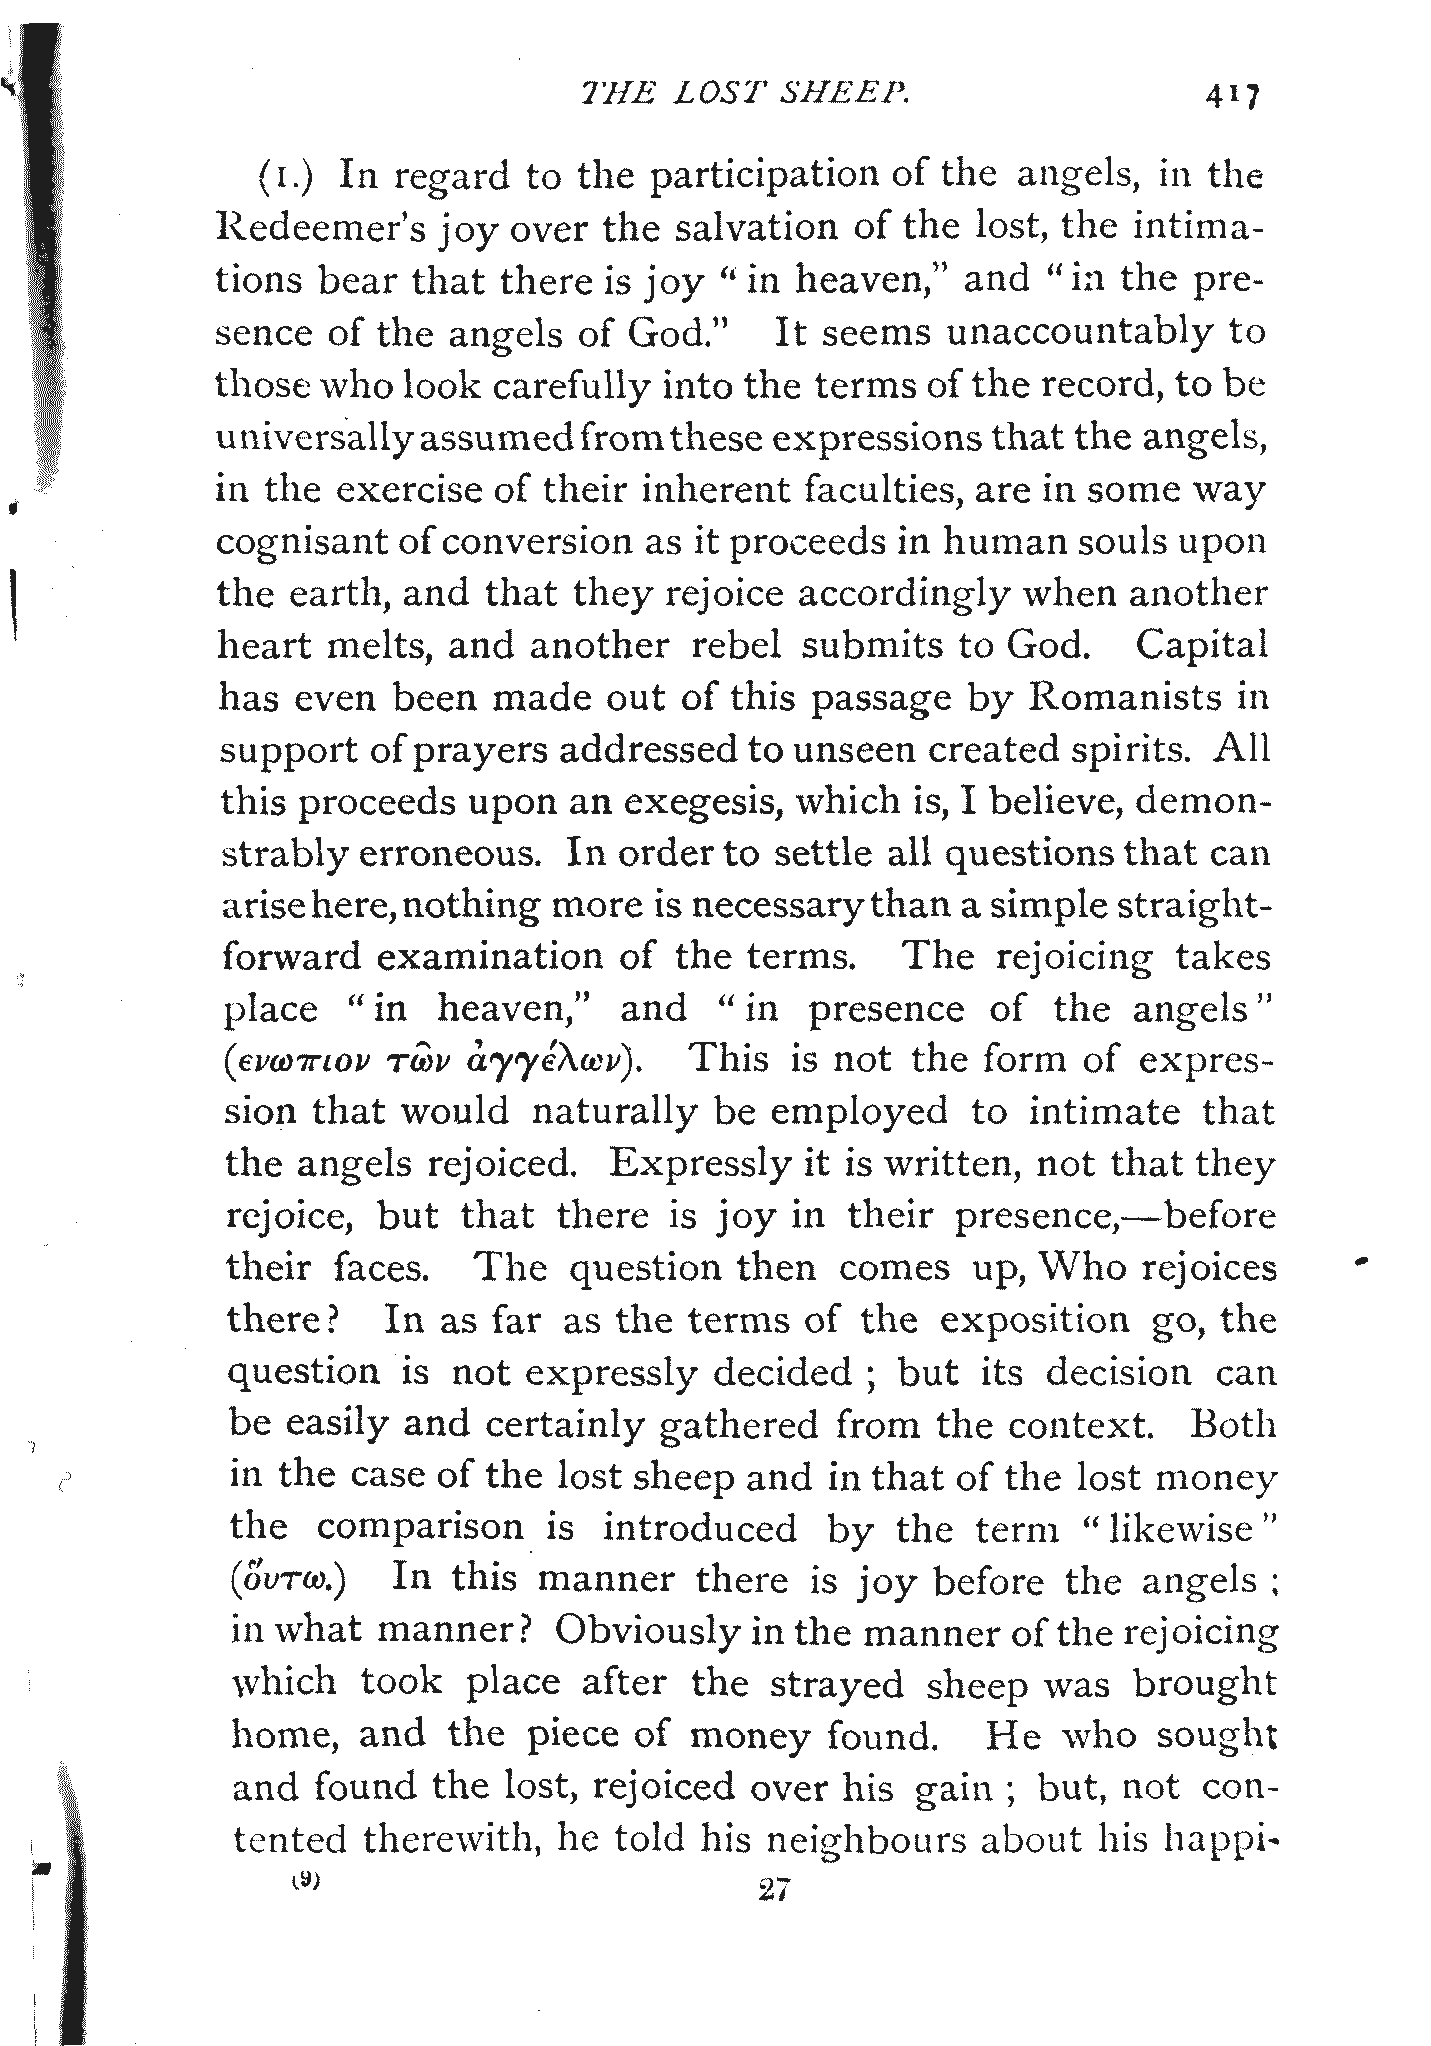 THE LOST SHEEP. 417
(1.) In regard to the participation of the angels, in the
Redeemer's joy over the salvation of the lost, the intima-
tions bear that there is joy " in heaven," and " in the pre-
sence of the angels of God." It seems unaccountably to
those who look carefully into the terms of the record, to be
universally assumed from these expressions that the angels,
in the exercise of their inherent faculties, are in some way
cognisant of conversion as it proceeds in human souls upon
the earth, and that they rejoice accordingly when another
heart melts, and another rebel submits to God. Capital
has even been made out of this passage by Romanists in
support of prayers addressed to unseen created spirits. All
this proceeds upon an exegesis, which is, I believe, demon-
strably erroneous. In order to settle all questions that can
arise here, nothing more is necessary than a simple straight-
forward examination of the terms. The rejoicing takes
place " in heaven," and " in presence of the angels "
(ενωπιον τῶν ἀγγέλων). This is not the form of expres-
sion that would naturally be employed to intimate that
the angels rejoiced. Expressly it is written, not that they
rejoice, but that there is joy in their presence,—before
their faces. The question then comes up, Who rejoices
there? In as far as the terms of the exposition go, the
question is not expressly decided ; but its decision can
be easily and certainly gathered from the context. Both
in the case of the lost sheep and in that of the lost money
the comparison is introduced by the term " likewise "
(ὅυτω.) In this manner there is joy before the angels ;
in what manner? Obviously in the manner of the rejoicing
which took place after the strayed sheep was brought
home, and the piece of money found. He who sought
and found the lost, rejoiced over his gain ; but, not con-
tented therewith, he told his neighbours about his happi-
(9) 27